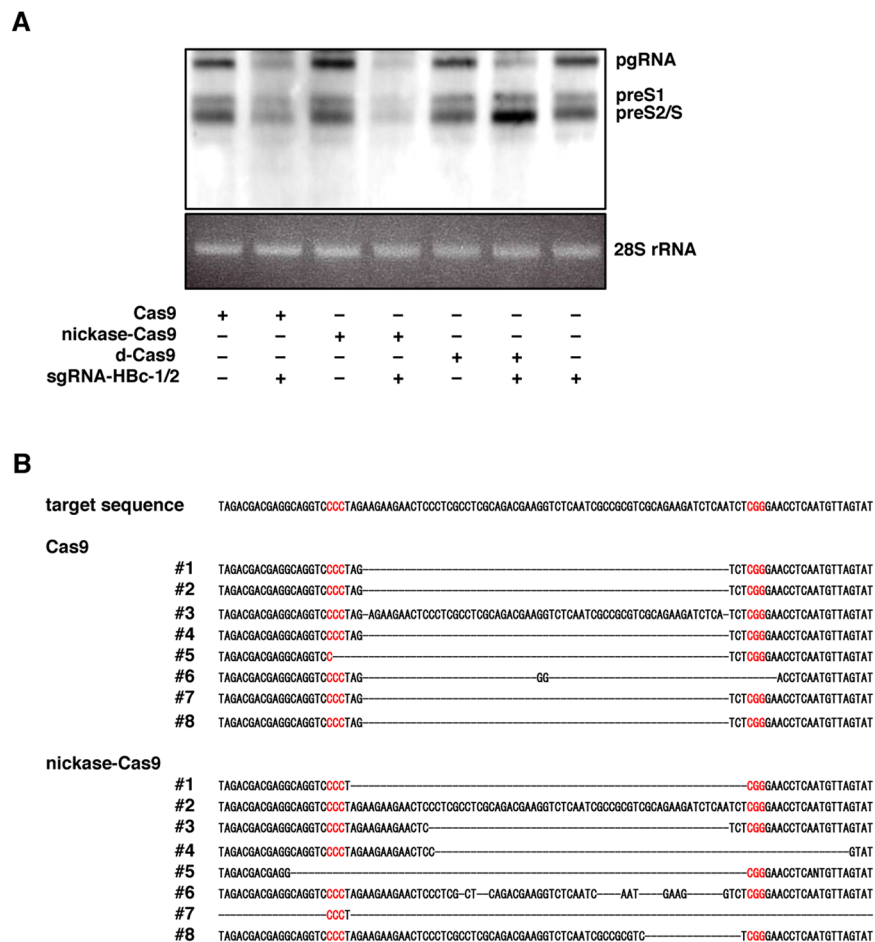 A
pgRNA
preS1
preS2/S
28S rRNA
Cas9 + + – – – – –
nickase-Cas9 – – + + – – –
d-Cas9 – – – – + + –
sgRNA-HBc-1/2 – + – + – + +
B
target sequence TAGACGACGAGGCAGGTCCCCTAGAAGAAGAACTCCCTCGCCTCGCAGACGAAGGTCTCAATCGCCGCGTCGCAGAAGATCTCAATCTCGGGAACCTCAATGTTAGTAT
Cas9
#1 TAGACGACGAGGCAGGTCCCCTAG–––TCTCGGGAACCTCAATGTTAGTAT
#2 TAGACGACGAGGCAGGTCCCCTAG–––TCTCGGGAACCTCAATGTTAGTAT
#3 TAGACGACGAGGCAGGTCCCCTAG–AGAAGAACTCCCTCGCCTCGCAGACGAAGGTCTCAATCGCCGCGTCGCAGAAGATCTCA–TCTCGGGAACCTCAATGTTAGTAT
#4 TAGACGACGAGGCAGGTCCCCTAG–––TCTCGGGAACCTCAATGTTAGTAT
#5 TAGACGACGAGGCAGGTCC–––TCTCGGGAACCTCAATGTTAGTAT
#6 TAGACGACGAGGCAGGTCCCCTAG–––GG–––ACCTCAATGTTAGTAT
#7 TAGACGACGAGGCAGGTCCCCTAG–––TCTCGGGAACCTCAATGTTAGTAT
#8 TAGACGACGAGGCAGGTCCCCTAG–––TCTCGGGAACCTCAATGTTAGTAT
nickase-Cas9
#1 TAGACGACGAGGCAGGTCCCCT–––CGGGAACCTCAATGTTAGTAT
#2 TAGACGACGAGGCAGGTCCCCTAGAAGAAGAACTCCCTCGCCTCGCAGACGAAGGTCTCAATCGCCGCGTCGCAGAAGATCTCAATCTCGGGAACCTCAATGTTAGTAT
#3 TAGACGACGAGGCAGGTCCCCTAGAAGAAGAACTC–––TCTCGGGAACCTCAATGTTAGTAT
#4 TAGACGACGAGGCAGGTCCCCTAGAAGAAGAACTCC–––GTAT
#5 TAGACGACGAGG–––CGGGAACCTCANTGTTAGTAT
#6 TAGACGACGAGGCAGGTCCCCTAGAAGAAGAACTCCCTCG–CT––CAGACGAAGGTCTCAATC––––AAT––––GAAG––––––GTCTCGGGAACCTCAATGTTAGTAT
#7 –––CCCT–––
#8 TAGACGACGAGGCAGGTCCCCTAGAAGAAGAACTCCCTCGCCTCGCAGACGAAGGTCTCAATCGCCGCGTC–––TCGGGAACCTCAATGTTAGTAT